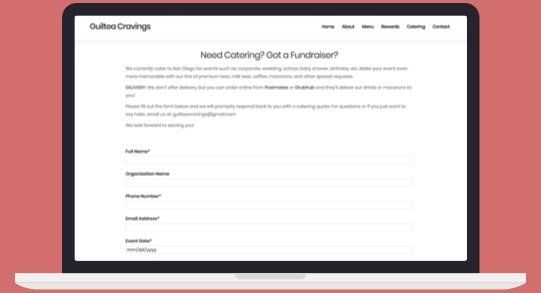 Guiltea Cravings
Home About Menu Rewards Catering Contact
Need Catering? Got a Fundraiser?
We currently cater to San Diego for events such as: corporate, wedding, school, baby shower, birthday, etc. Make your event even
more memorable with our line of premium teas, milk teas, coffee, macarons, and other special requests.
DELIVERY: We don't offer delivery, but you can order online from Postmates or Grubhub and they'll deliver our drinks or macarons to
you!
Please fill out the form below and we will promptly respond back to you with a catering quote. For questions or if you just want to
say hello, email us at: guilteacravings@gmail.com
We look forward to serving you!
Full Name*
Organization Name
Phone Number*
Email Address*
Event Date*
mm/dd/yyyy